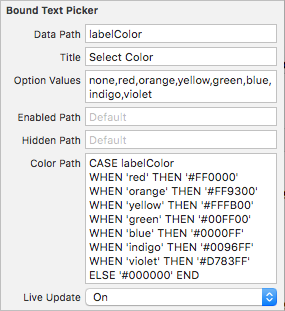 Bound Text Picker
Data Path labelColor
Title Select Color
Option Values none,red,orange,yellow,green,blue,
indigo,violet
Enabled Path Default
Hidden Path Default
Color Path CASE labelColor
WHEN 'red' THEN '#FF0000'
WHEN 'orange' THEN '#FF9300'
WHEN 'yellow' THEN '#FFFB00'
WHEN 'green' THEN '#00FF00'
WHEN 'blue' THEN '#0000FF'
WHEN 'indigo' THEN '#0096FF'
WHEN 'violet' THEN '#D783FF'
ELSE '#000000' END
Live Update On